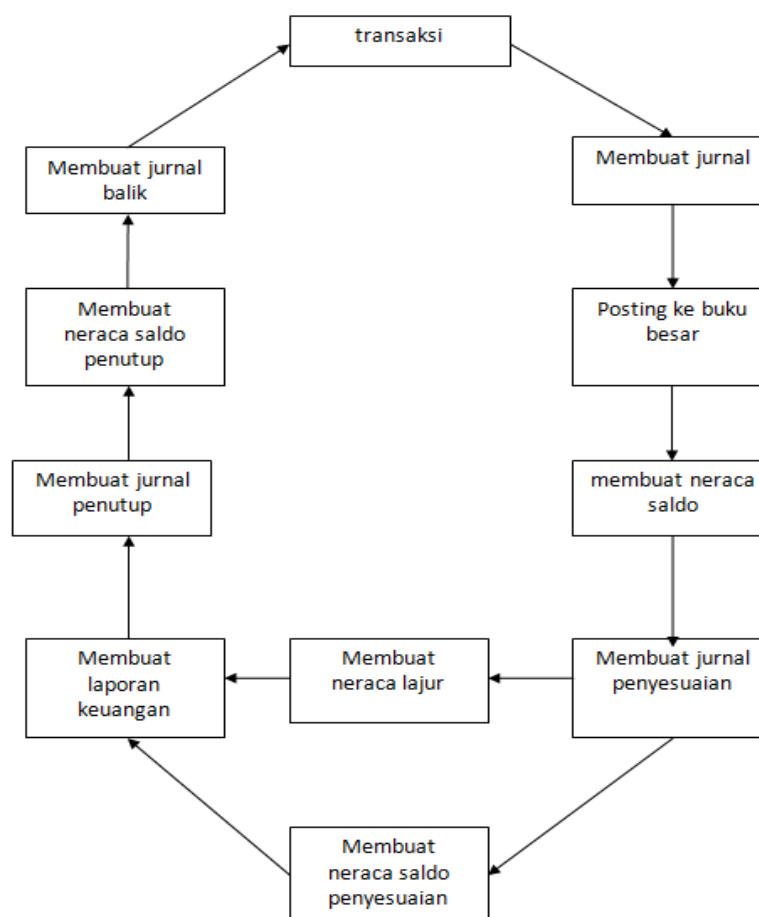 transaksi
Membuat jurnal
Posting ke buku
besar
membuat neraca
saldo
Membuat jurnal
penyesuaian
Membuat
neraca lajur
Membuat
neraca saldo
penyesuaian
Membuat
laporan
keuangan
Membuat jurnal
penutup
Membuat
neraca saldo
penutup
Membuat jurnal
balik